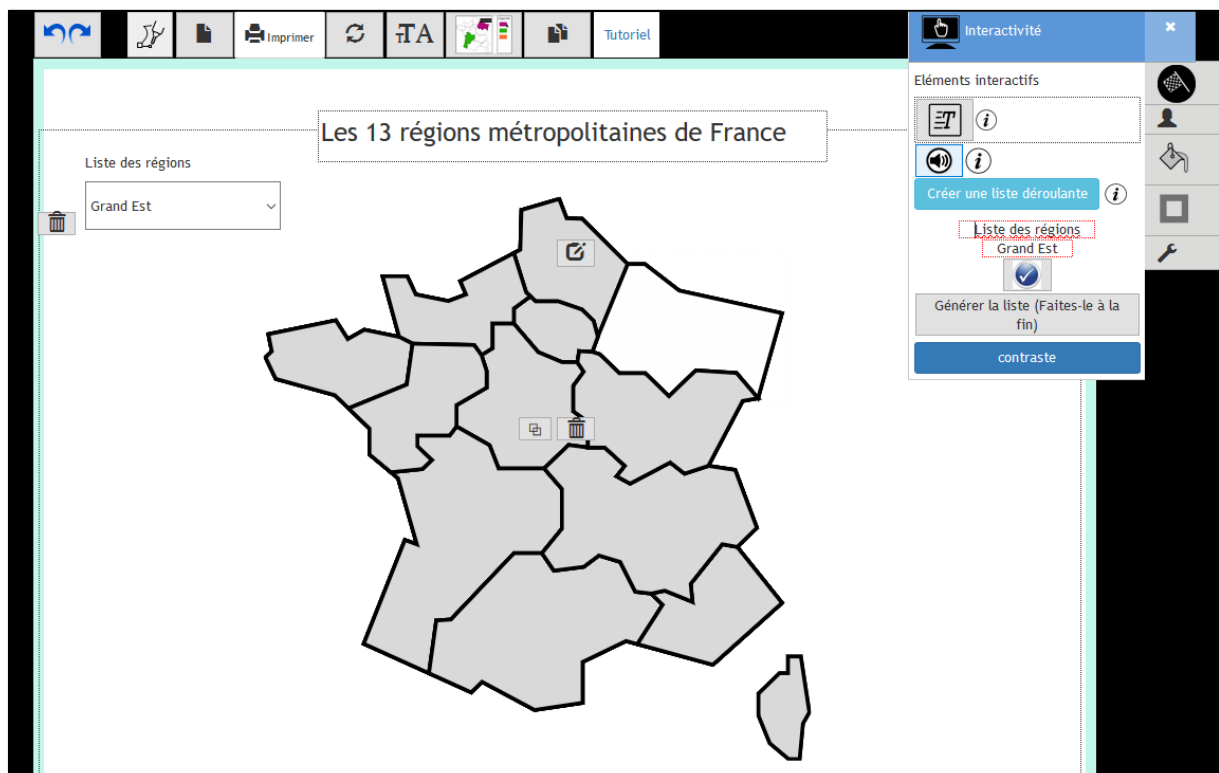 Imprimer
TA
Tutoriel
Interactivité
×
Les 13 régions métropolitaines de France
Liste des régions
Grand Est
Eléments interactifs
T
i
i
Créer une liste déroulante
i
Liste des régions
Grand Est
Générer la liste (Faites-le à la
fin)
contraste